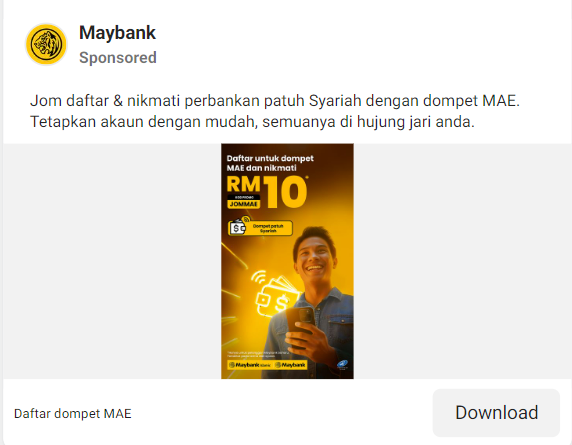 Maybank
Sponsored
Jom daftar & nikmati perbankan patuh Syariah dengan dompet MAE.
Tetapkan akaun dengan mudah, semuanya di hujung jari anda.
Daftar untuk dompet
MAE dan nikmati
RM10*
JOMMAE
Dompet patuh
Syariah
Maybank Islamic Maybank
Daftar dompet MAE
Download